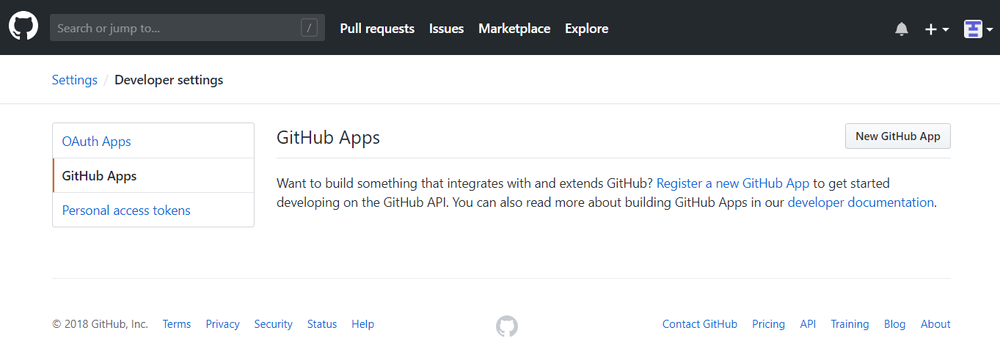 Search or jump to... / Pull requests Issues Marketplace Explore
Settings / Developer settings
OAuth Apps
GitHub Apps
Personal access tokens
GitHub Apps New GitHub App
Want to build something that integrates with and extends GitHub? Register a new GitHub App to get started
developing on the GitHub API. You can also read more about building GitHub Apps in our developer documentation.
© 2018 GitHub, Inc. Terms Privacy Security Status Help Contact GitHub Pricing API Training Blog About